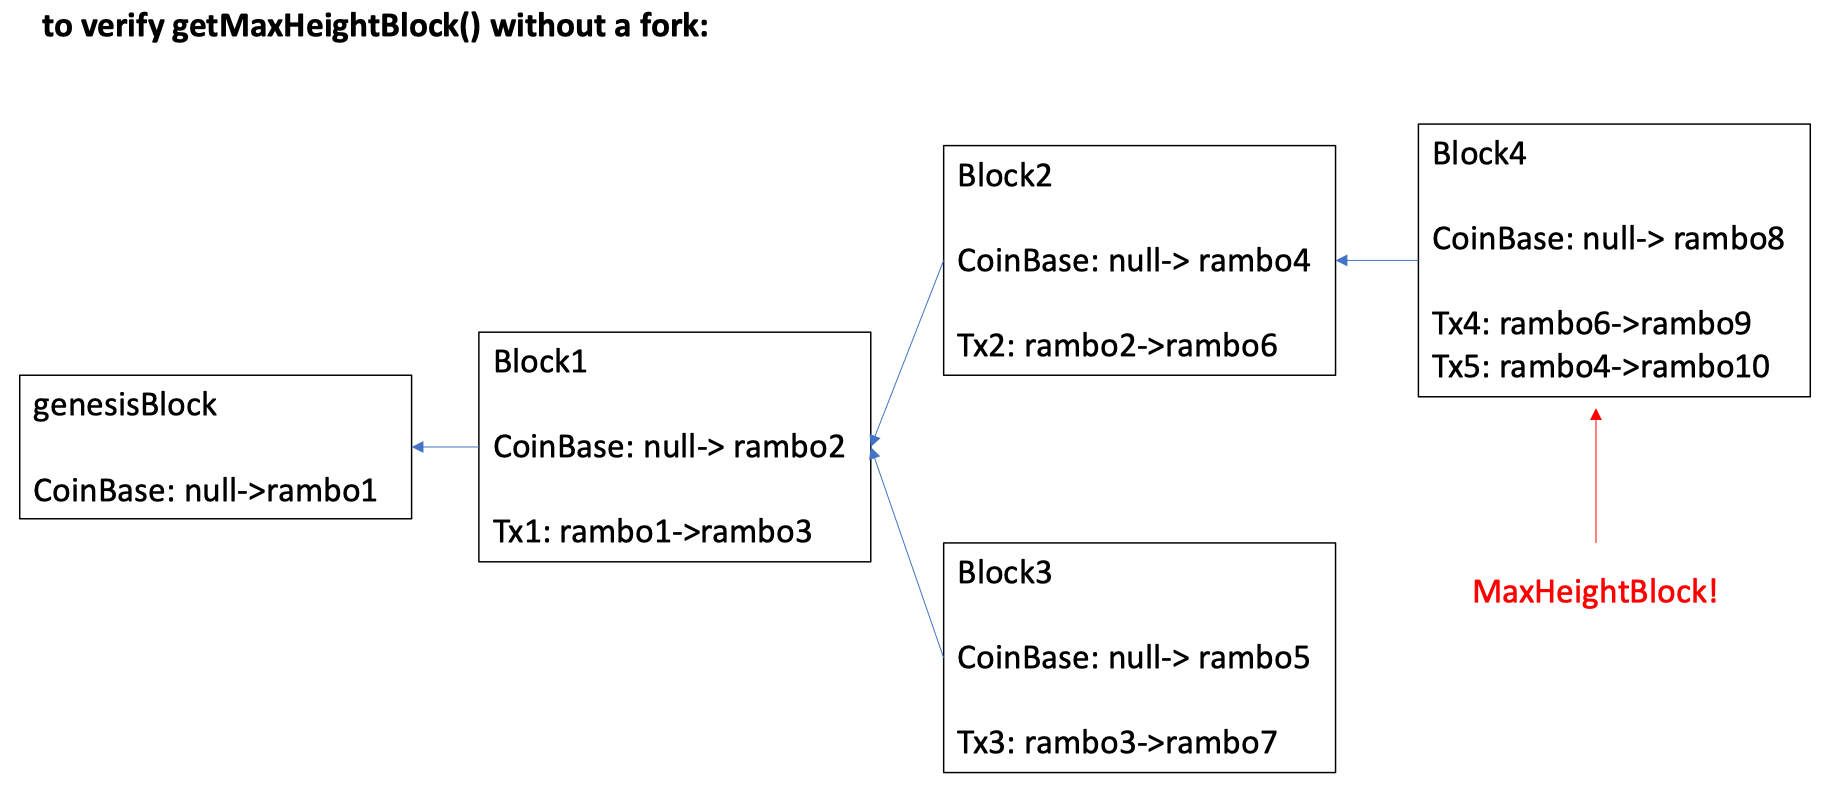 to verify getMaxHeightBlock() without a fork:
genesisBlock
CoinBase: null->rambo1
Block1
CoinBase: null-> rambo2
Tx1: rambo1->rambo3
Block2
CoinBase: null-> rambo4
Tx2: rambo2->rambo6
Block3
CoinBase: null-> rambo5
Tx3: rambo3->rambo7
Block4
CoinBase: null-> rambo8
Tx4: rambo6->rambo9
Tx5: rambo4->rambo10
MaxHeightBlock!